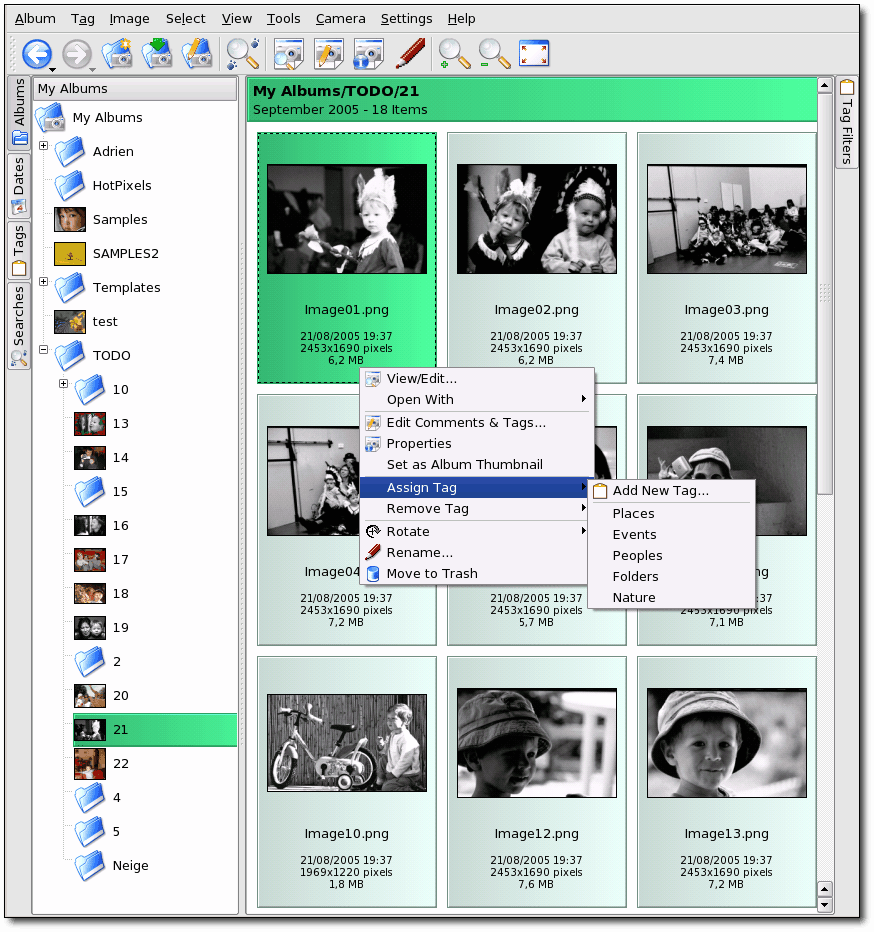 Album Tag Image Select View Tools Camera Settings Help
Albums
Dates
Tags
Searches
My Albums
My Albums
Adrien
HotPixels
Samples
SAMPLES2
Templates
test
TODO
10
13
14
15
16
17
18
19
2
20
21
22
4
5
Neige
My Albums/TODO/21
September 2005 - 18 Items
Tag Filters
Image01.png
21/08/2005 19:37
2453x1690 pixels
6,2 MB
Image02.png
21/08/2005 19:37
2453x1690 pixels
6,2 MB
Image03.png
21/08/2005 19:37
2453x1690 pixels
7,4 MB
View/Edit...
Open With
Edit Comments & Tags...
Properties
Set as Album Thumbnail
Assign Tag
Remove Tag
Rotate
Rename...
Move to Trash
Add New Tag...
Places
Events
Peoples
Folders
Nature
Image04
21/08/2005 19:37
2453x1690 pixels
7,2 MB
21/08/2005 19:37
2453x1690 pixels
5,7 MB
ng
:37
2453x1690 pixels
7,1 MB
Image10.png
21/08/2005 19:37
1969x1220 pixels
1,8 MB
Image12.png
21/08/2005 19:37
2453x1690 pixels
7,6 MB
Image13.png
21/08/2005 19:37
2453x1690 pixels
7,2 MB